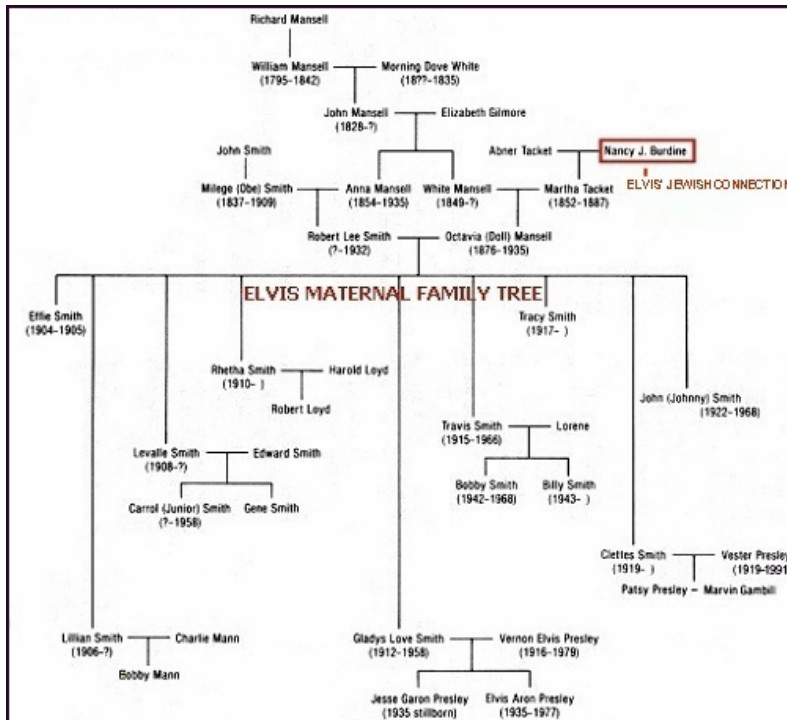 Richard Mansell
William Mansell Morning Dove White
(1795-1842) (18??-1835)
John Mansell Elizabeth Gilmore
(1828-?)
John Smith Abner Tacket Nancy J. Burdine
ELVIS' JEWISH CONNECTION
Milege (Obe) Smith Anna Mansell White Mansell Martha Tacket
(1837-1909) (1854-1935) (1849-?) (1852-1887)
Robert Lee Smith Octavia (Doll) Mansell
(?-1932) (1876-1935)
ELVIS MATERNAL FAMILY TREE
Effie Smith Tracy Smith
(1904-1905) (1917- )
Rhetha Smith Harold Loyd
(1910- )
Robert Loyd
John (Johnny) Smith
(1922-1968)
Travis Smith Lorene
(1915-1966)
Levalle Smith Edward Smith
(1908-?)
Bobby Smith Billy Smith
(1942-1968) (1943- )
Carrol (Junior) Smith Gene Smith
(?-1958)
Clettes Smith Vester Presley
(1919- ) (1919-1991
Patsy Presley - Marvin Gambill
Lillian Smith Charlie Mann Gladys Love Smith Vernon Elvis Presley
(1906-?) (1912-1958) (1916-1979)
Bobby Mann
Jesse Garon Presley Elvis Aron Presley
(1935 stillborn) (1935-1977)